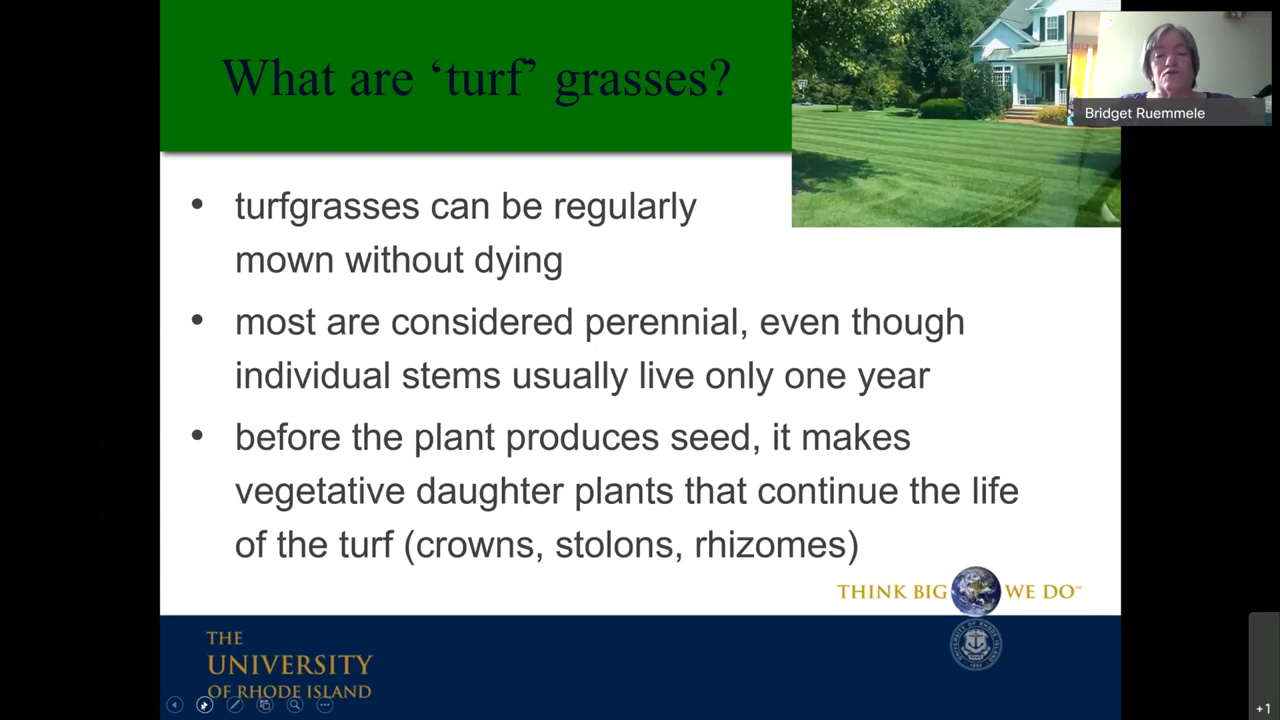 What are ‘turf’ grasses?
Bridget Ruemmele
• turfgrasses can be regularly
mown without dying
• most are considered perennial, even though
individual stems usually live only one year
• before the plant produces seed, it makes
vegetative daughter plants that continue the life
of the turf (crowns, stolons, rhizomes)
THINK BIG WE DO℠
THE
UNIVERSITY
OF RHODE ISLAND
+1